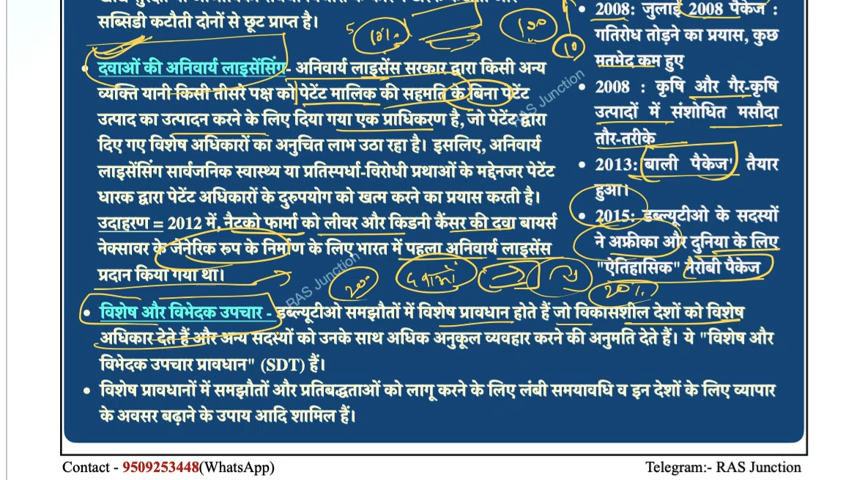 सब्सिडी कटौती दोनों से छूट प्राप्त है।
दवाओं की अनिवार्य लाइसेंसिंग- अनिवार्य लाइसेंस सरकार द्वारा किसी अन्य
व्यक्ति यानी किसी तीसरे पक्ष को पेटेंट मालिक की सहमति के बिना पेटेंट
उत्पाद का उत्पादन करने के लिए दिया गया एक प्राधिकरण है, जो पेटेंट द्वारा
दिए गए विशेष अधिकारों का अनुचित लाभ उठा रहा है। इसलिए, अनिवार्य
लाइसेंसिंग सार्वजनिक स्वास्थ्य या प्रतिस्पर्धा-विरोधी प्रथाओं के मद्देनजर पेटेंट
धारक द्वारा पेटेंट अधिकारों के दुरुपयोग को खत्म करने का प्रयास करती है।
उदाहरण = 2012 में, नैटको फार्मा को लीवर और किडनी कैंसर की दवा बायर्स
नेक्सावर के जेनेरिक रूप के निर्माण के लिए भारत में पहला अनिवार्य लाइसेंस
प्रदान किया गया था।
2008: जुलाई 2008 पैकेज :
गतिरोध तोड़ने का प्रयास, कुछ
मतभेद कम हुए
2008 : कृषि और गैर-कृषि
उत्पादों में संशोधित मसौदा
तौर-तरीके
2013: 'बाली पैकेज' तैयार
हुआ।
2015: डब्ल्यूटीओ के सदस्यों
ने अफ्रीका और दुनिया के लिए
"ऐतिहासिक" नैरोबी पैकेज
विशेष और विभेदक उपचार - डब्ल्यूटीओ समझौतों में विशेष प्रावधान होते हैं जो विकासशील देशों को विशेष
अधिकार देते हैं और अन्य सदस्यों को उनके साथ अधिक अनुकूल व्यवहार करने की अनुमति देते हैं। ये "विशेष और
विभेदक उपचार प्रावधान" (SDT) हैं।
विशेष प्रावधानों में समझौतों और प्रतिबद्धताओं को लागू करने के लिए लंबी समयावधि व इन देशों के लिए व्यापार
के अवसर बढ़ाने के उपाय आदि शामिल हैं।
RAS Junction
RAS Junction
10%
100
10
200
दवाओं
20%
Contact - 9509253448(WhatsApp)
Telegram:- RAS Junction